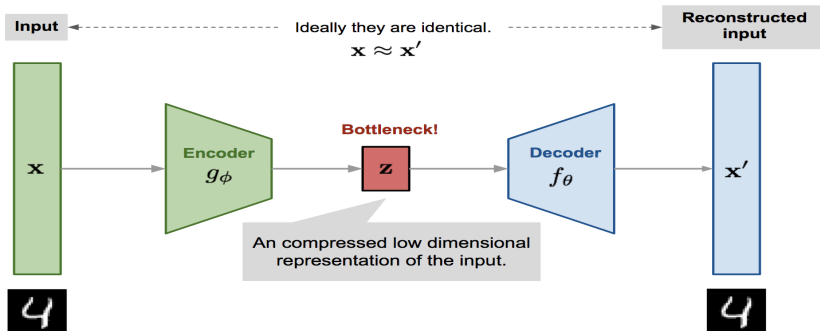 Input
Ideally they are identical.
x ≈ x′
Reconstructed
input
Bottleneck!
x
Encoder
gϕ
z
Decoder
fθ
x′
An compressed low dimensional
representation of the input.
4
4